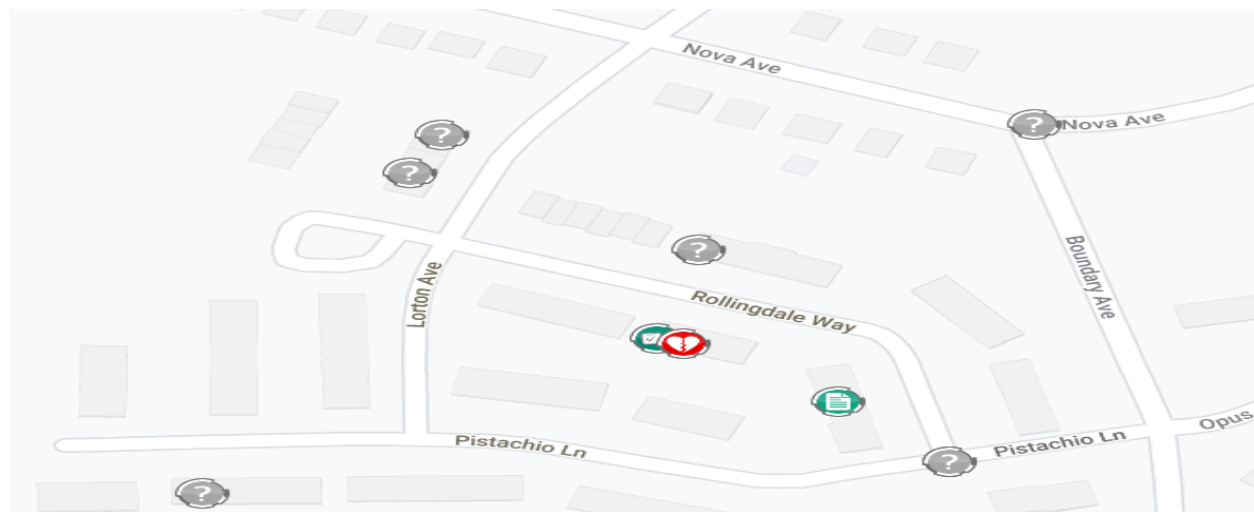 Nova Ave
Nova Ave
?
?
?
Boundary Ave
?
Lorton Ave
Rollingdale Way
Opus
Pistachio Ln
Pistachio Ln
?
?